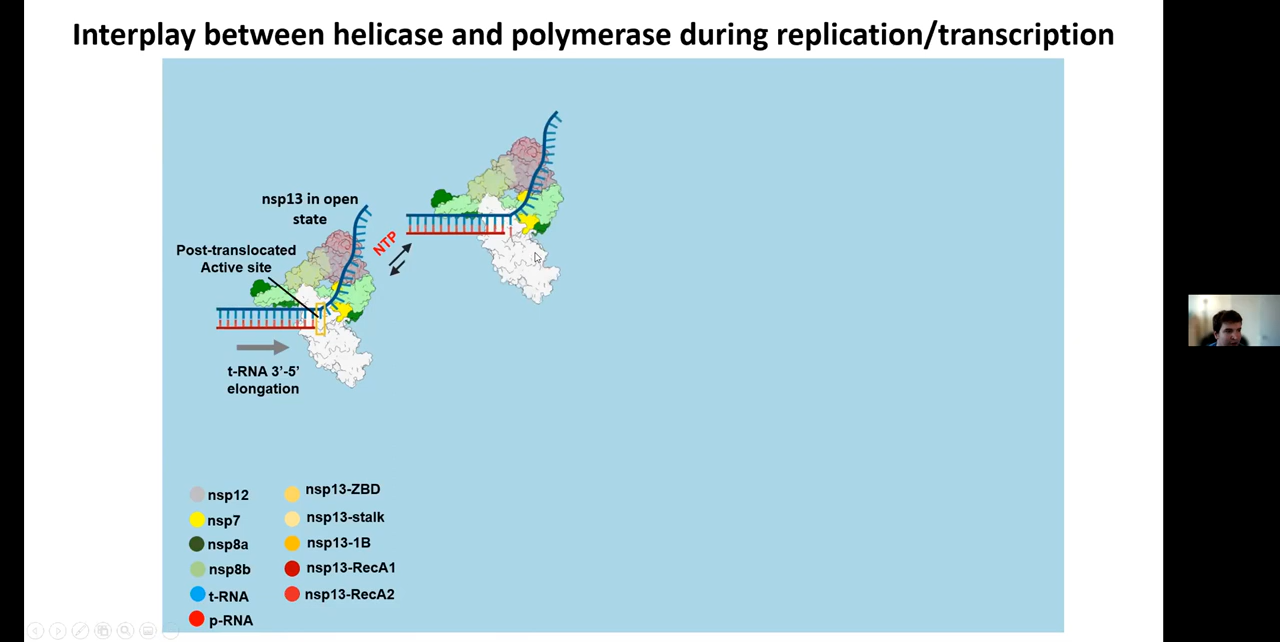 Interplay between helicase and polymerase during replication/transcription
nsp13 in open
state
Post-translocated
Active site
NTP
t-RNA 3’-5’
elongation
nsp12
nsp7
nsp8a
nsp8b
t-RNA
p-RNA
nsp13-ZBD
nsp13-stalk
nsp13-1B
nsp13-RecA1
nsp13-RecA2